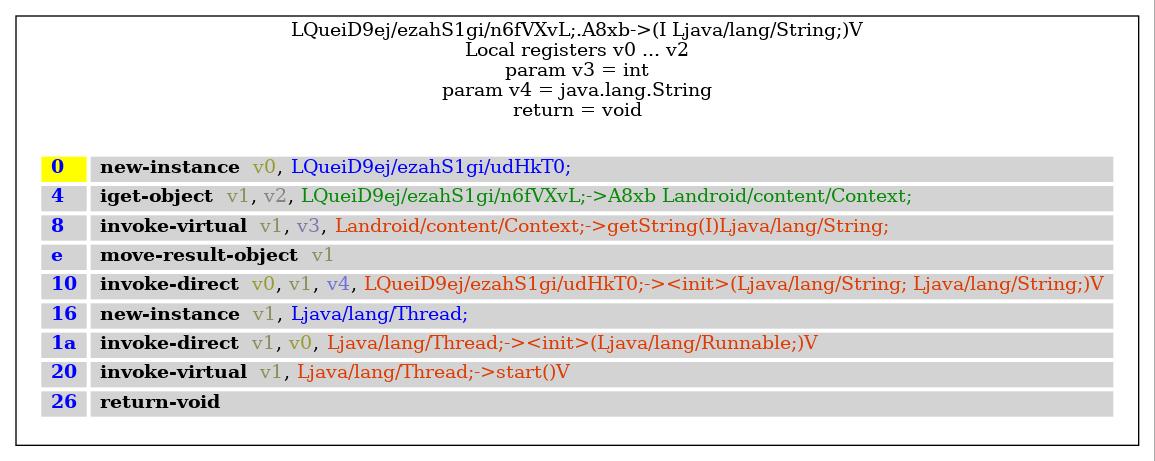 LQueiD9ej/ezahS1gi/n6fVXvL;.A8xb->(I Ljava/lang/String;)V
Local registers v0 ... v2
param v3 = int
param v4 = java.lang.String
return = void
0 new-instance v0, LQueiD9ej/ezahS1gi/udHkT0;
4 iget-object v1, v2, LQueiD9ej/ezahS1gi/n6fVXvL;->A8xb Landroid/content/Context;
8 invoke-virtual v1, v3, Landroid/content/Context;->getString(I)Ljava/lang/String;
e move-result-object v1
10 invoke-direct v0, v1, v4, LQueiD9ej/ezahS1gi/udHkT0;-><init>(Ljava/lang/String; Ljava/lang/String;)V
16 new-instance v1, Ljava/lang/Thread;
1a invoke-direct v1, v0, Ljava/lang/Thread;-><init>(Ljava/lang/Runnable;)V
20 invoke-virtual v1, Ljava/lang/Thread;->start()V
26 return-void